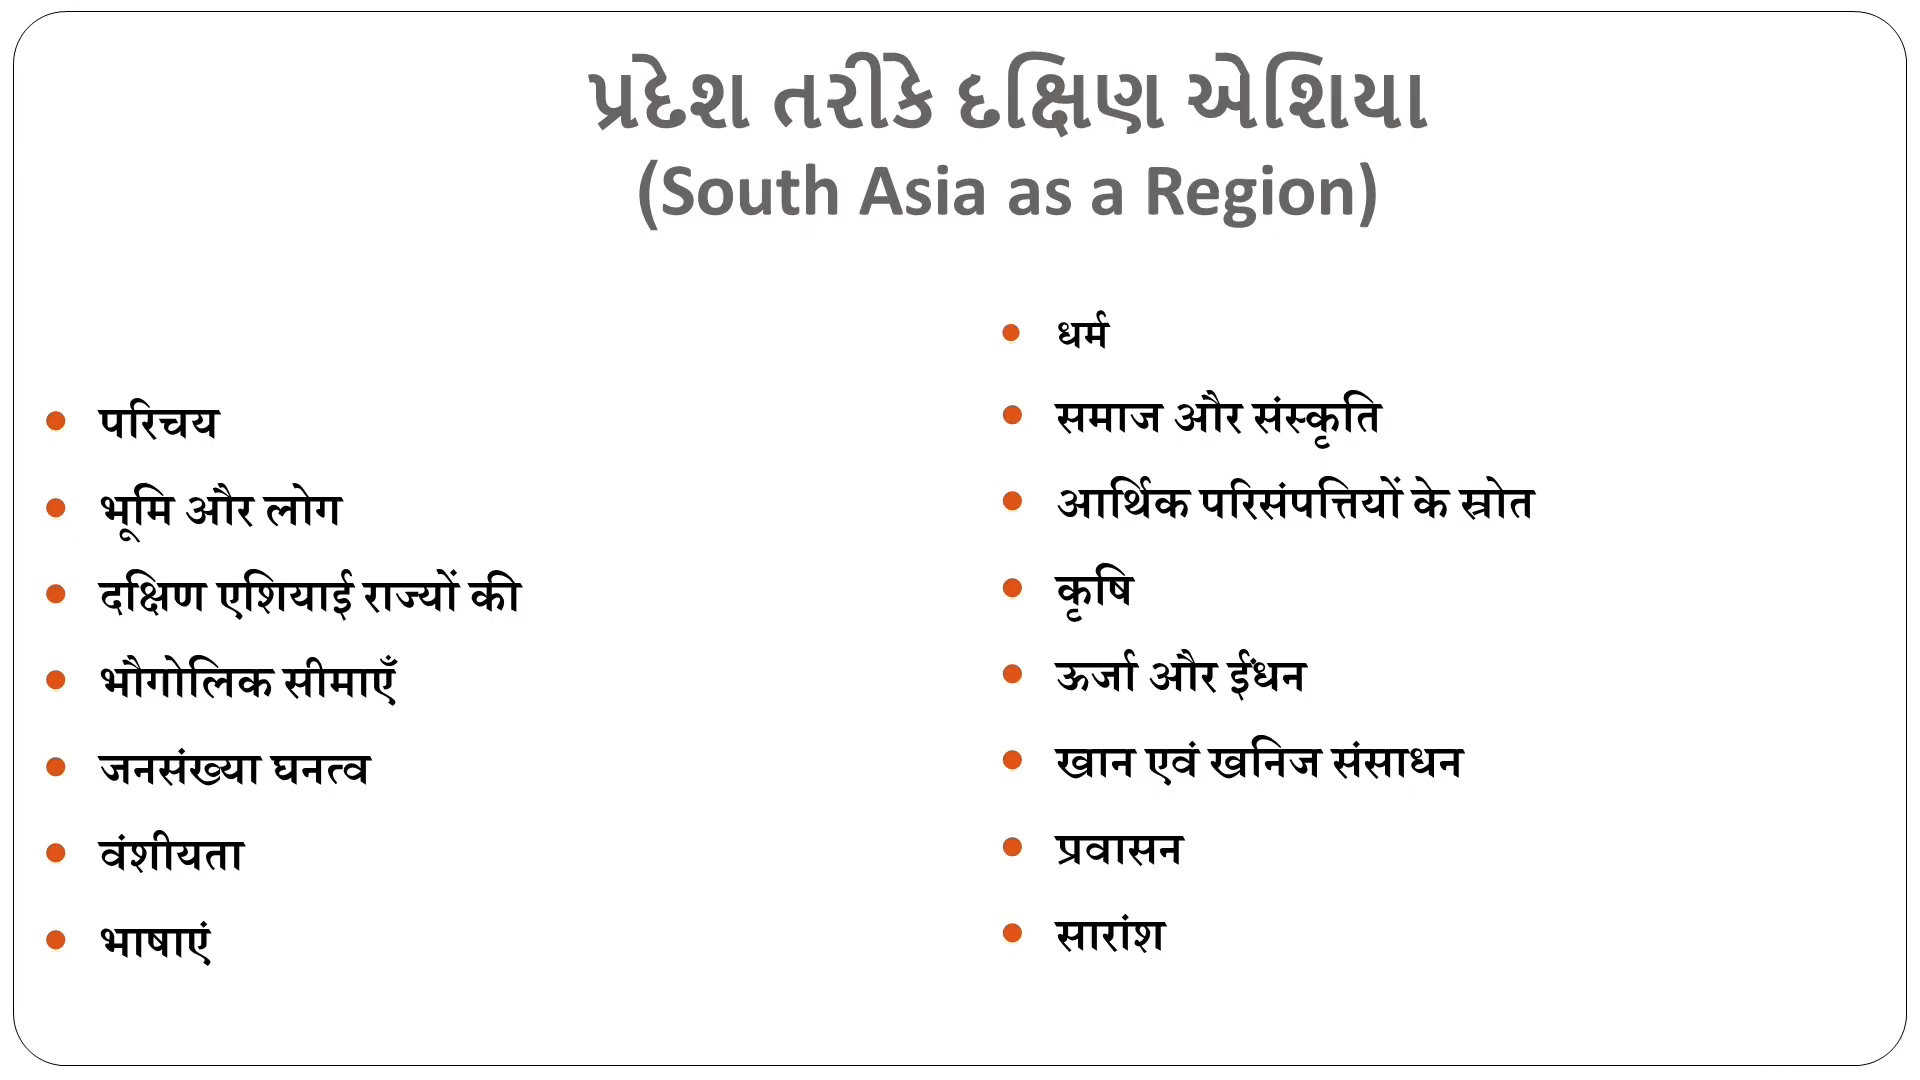 પ્રદેશ તરીકે દક્ષિણ એશિયા
(South Asia as a Region)
परिचय
भूमि और लोग
दक्षिण एशियाई राज्यों की
भौगोलिक सीमाएँ
जनसंख्या घनत्व
वंशीयता
भाषाएं
धर्म
समाज और संस्कृति
आर्थिक परिसंपत्तियों के स्रोत
कृषि
ऊर्जा और ईंधन
खान एवं खनिज संसाधन
प्रवासन
सारांश